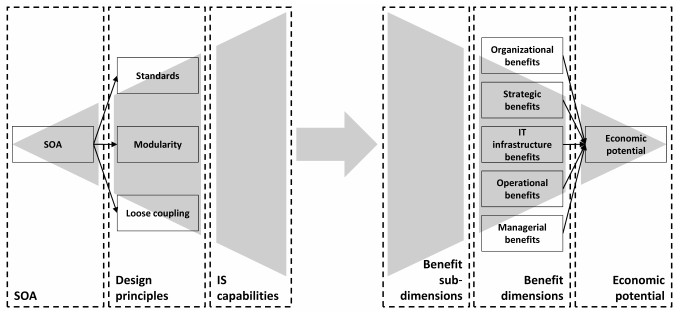 SOA
Standards
Modularity
Loose coupling
SOA
Design
principles
IS
capabilities
Organizational
benefits
Strategic
benefits
IT
infrastructure
benefits
Operational
benefits
Managerial
benefits
Economic
potential
Benefit
sub-
dimensions
Benefit
dimensions
Economic
potential